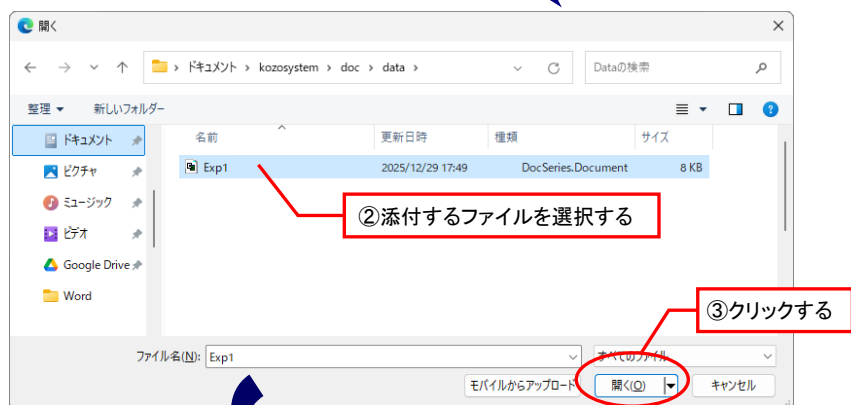 開く
ドキュメント › kozosystem › doc › data ›
Dataの検索
整理 新しいフォルダー
名前 更新日時 種類 サイズ
ドキュメント
ピクチャ
ミュージック
ビデオ
Google Drive
Word
Exp1 2025/12/29 17:49 DocSeries.Document 8 KB
②添付するファイルを選択する
③クリックする
ファイル名(N): Exp1 すべてのファイル
モバイルからアップロード 開く(O) キャンセル